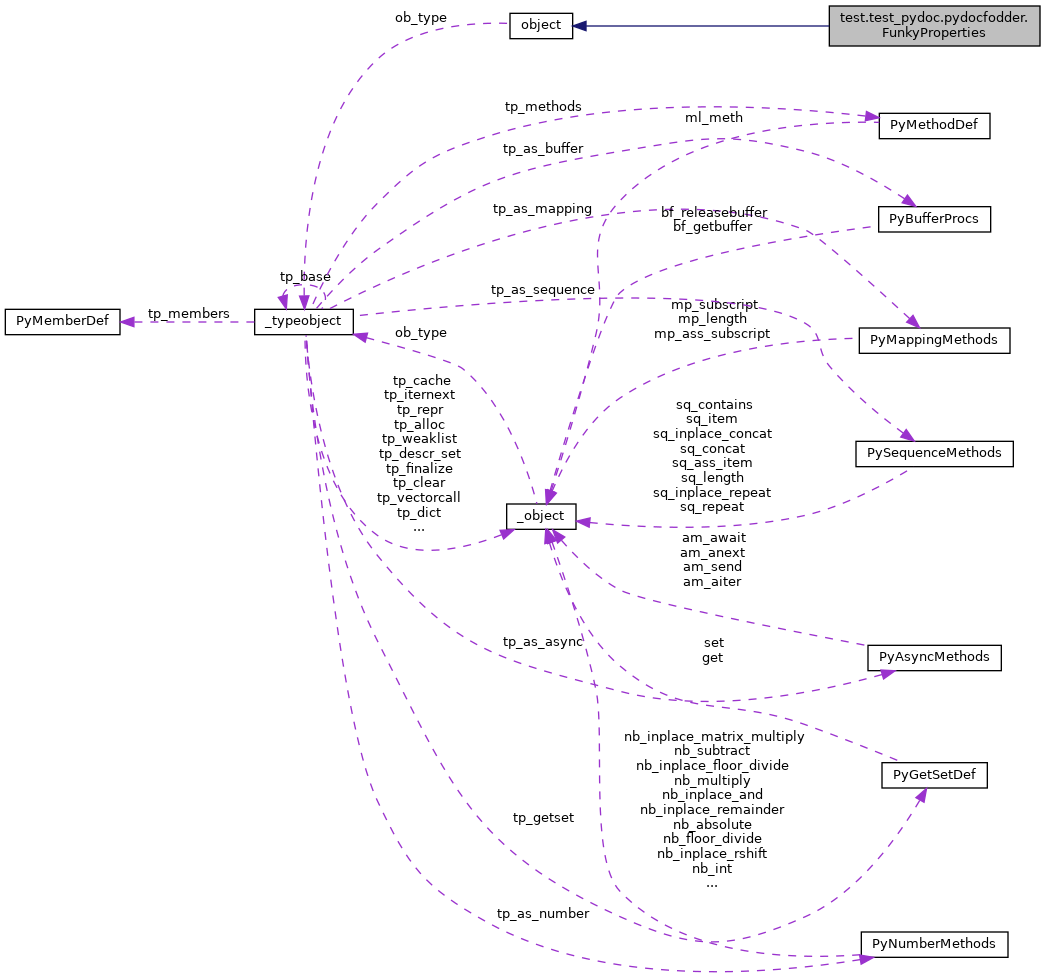 ob_type
object
test.test_pydoc.pydocfodder.
FunkyProperties
tp_methods
ml_meth
PyMethodDef
tp_as_buffer
tp_as_mapping
bf_releasebuffer
bf_getbuffer
PyBufferProcs
tp_base
tp_as_sequence
mp_subscript
mp_length
mp_ass_subscript
PyMemberDef
tp_members
_typeobject
ob_type
PyMappingMethods
tp_cache
tp_iternext
tp_repr
tp_alloc
tp_weaklist
tp_descr_set
tp_finalize
tp_clear
tp_vectorcall
tp_dict
...
sq_contains
sq_item
sq_inplace_concat
sq_concat
sq_ass_item
sq_length
sq_inplace_repeat
sq_repeat
PySequenceMethods
_object
am_await
am_anext
am_send
am_aiter
tp_as_async
set
get
PyAsyncMethods
nb_inplace_matrix_multiply
nb_subtract
nb_inplace_floor_divide
nb_multiply
nb_inplace_and
nb_inplace_remainder
nb_absolute
nb_floor_divide
nb_inplace_rshift
nb_int
...
PyGetSetDef
tp_getset
tp_as_number
PyNumberMethods